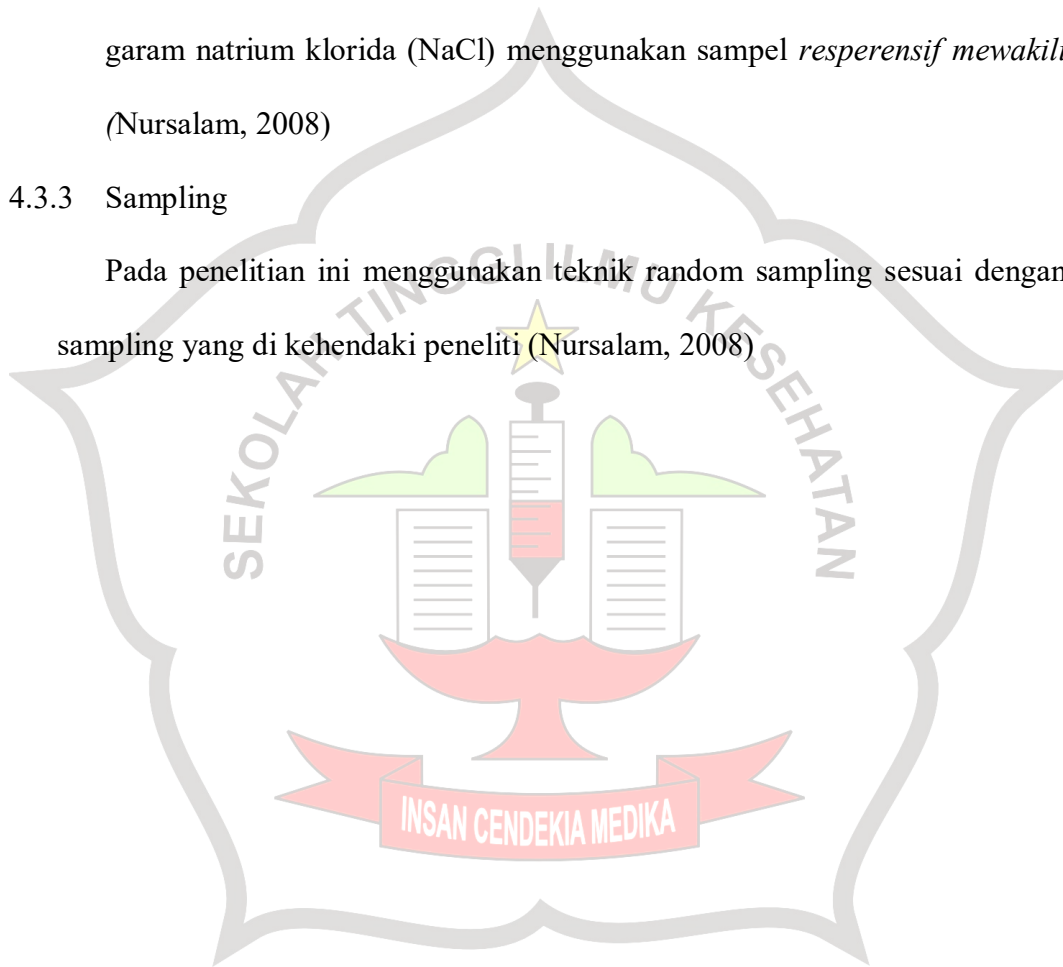 garam natrium klorida (NaCl) menggunakan sampel resperensif mewakili
(Nursalam, 2008)
4.3.3 Sampling
Pada penelitian ini menggunakan teknik random sampling sesuai dengan
sampling yang di kehendaki peneliti (Nursalam, 2008)
SEKOLAH TINGGI ILMU KESEHATAN
INSAN CENDEKIA MEDIKA